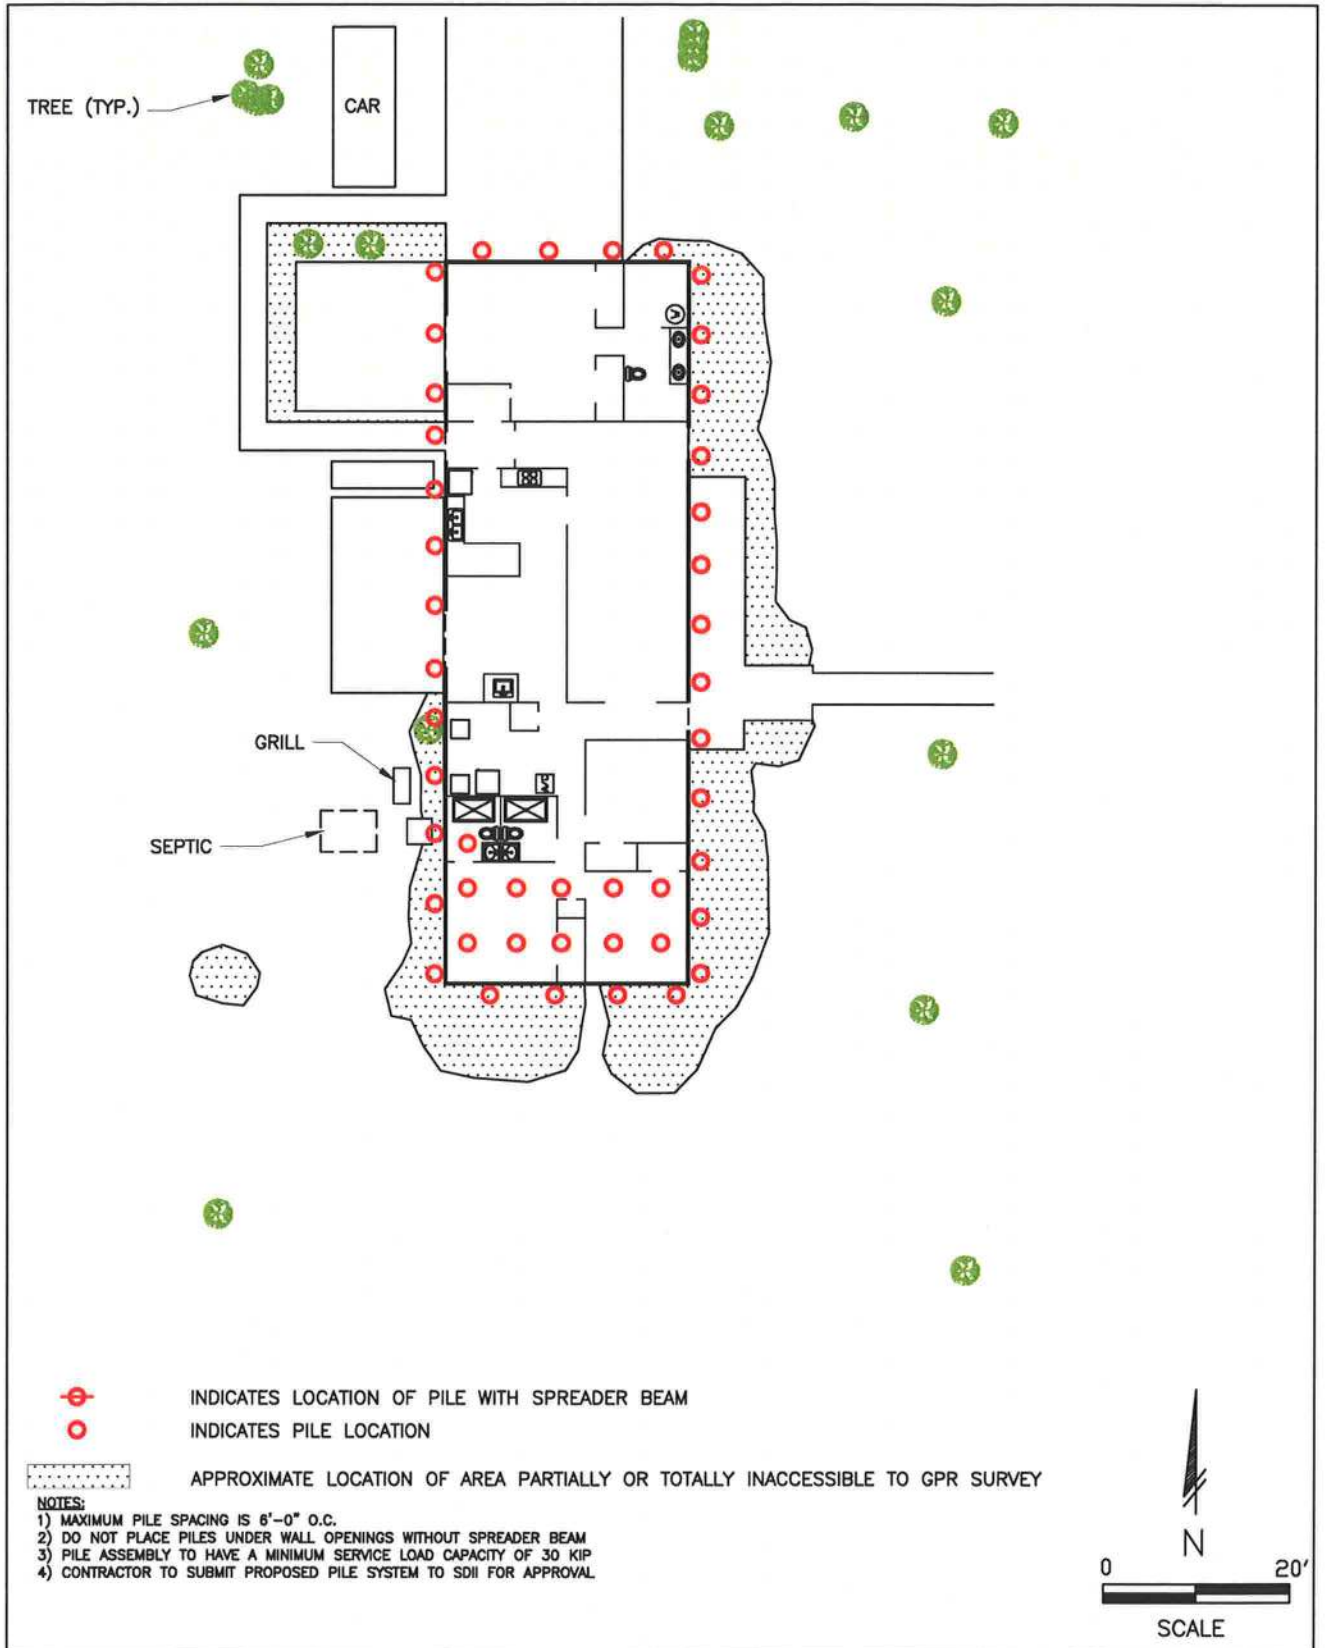 TREE (TYP.)
CAR
GRILL
SEPTIC
INDICATES LOCATION OF PILE WITH SPREADER BEAM
INDICATES PILE LOCATION
APPROXIMATE LOCATION OF AREA PARTIALLY OR TOTALLY INACCESSIBLE TO GPR SURVEY
NOTES:
1) MAXIMUM PILE SPACING IS 6'-0" O.C.
2) DO NOT PLACE PILES UNDER WALL OPENINGS WITHOUT SPREADER BEAM
3) PILE ASSEMBLY TO HAVE A MINIMUM SERVICE LOAD CAPACITY OF 30 KIP
4) CONTRACTOR TO SUBMIT PROPOSED PILE SYSTEM TO SDII FOR APPROVAL
N
0 20'
SCALE